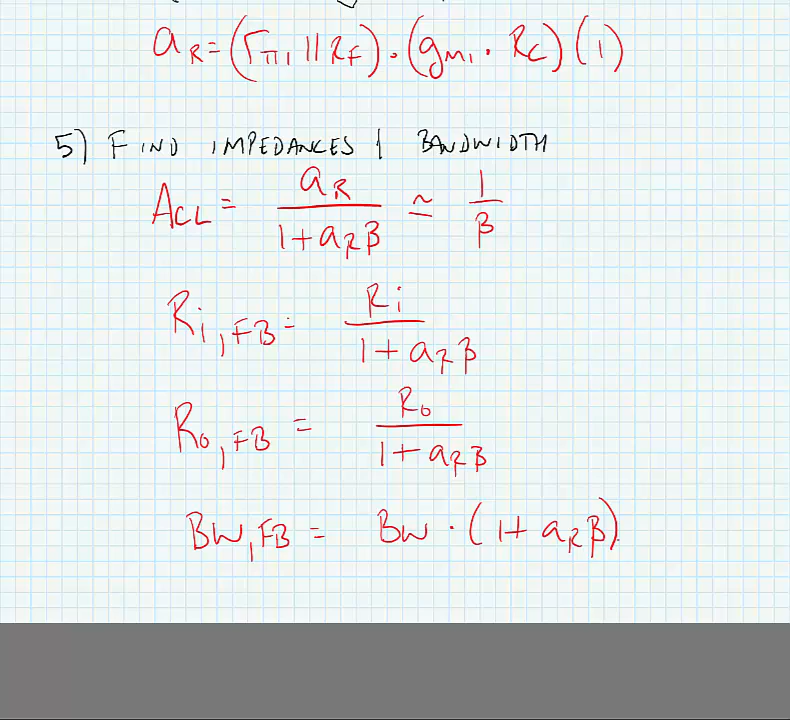 a_R = (r_π1 || R_F) · (g_m1 · R_C) (1)
5) FIND IMPEDANCES | BANDWIDTH
A_CL = a_R / (1 + a_R β) ≃ 1 / β
R_i,FB = R_i / (1 + a_R β)
R_o,FB = R_o / (1 + a_R β)
BW,FB = BW · (1 + a_R β)